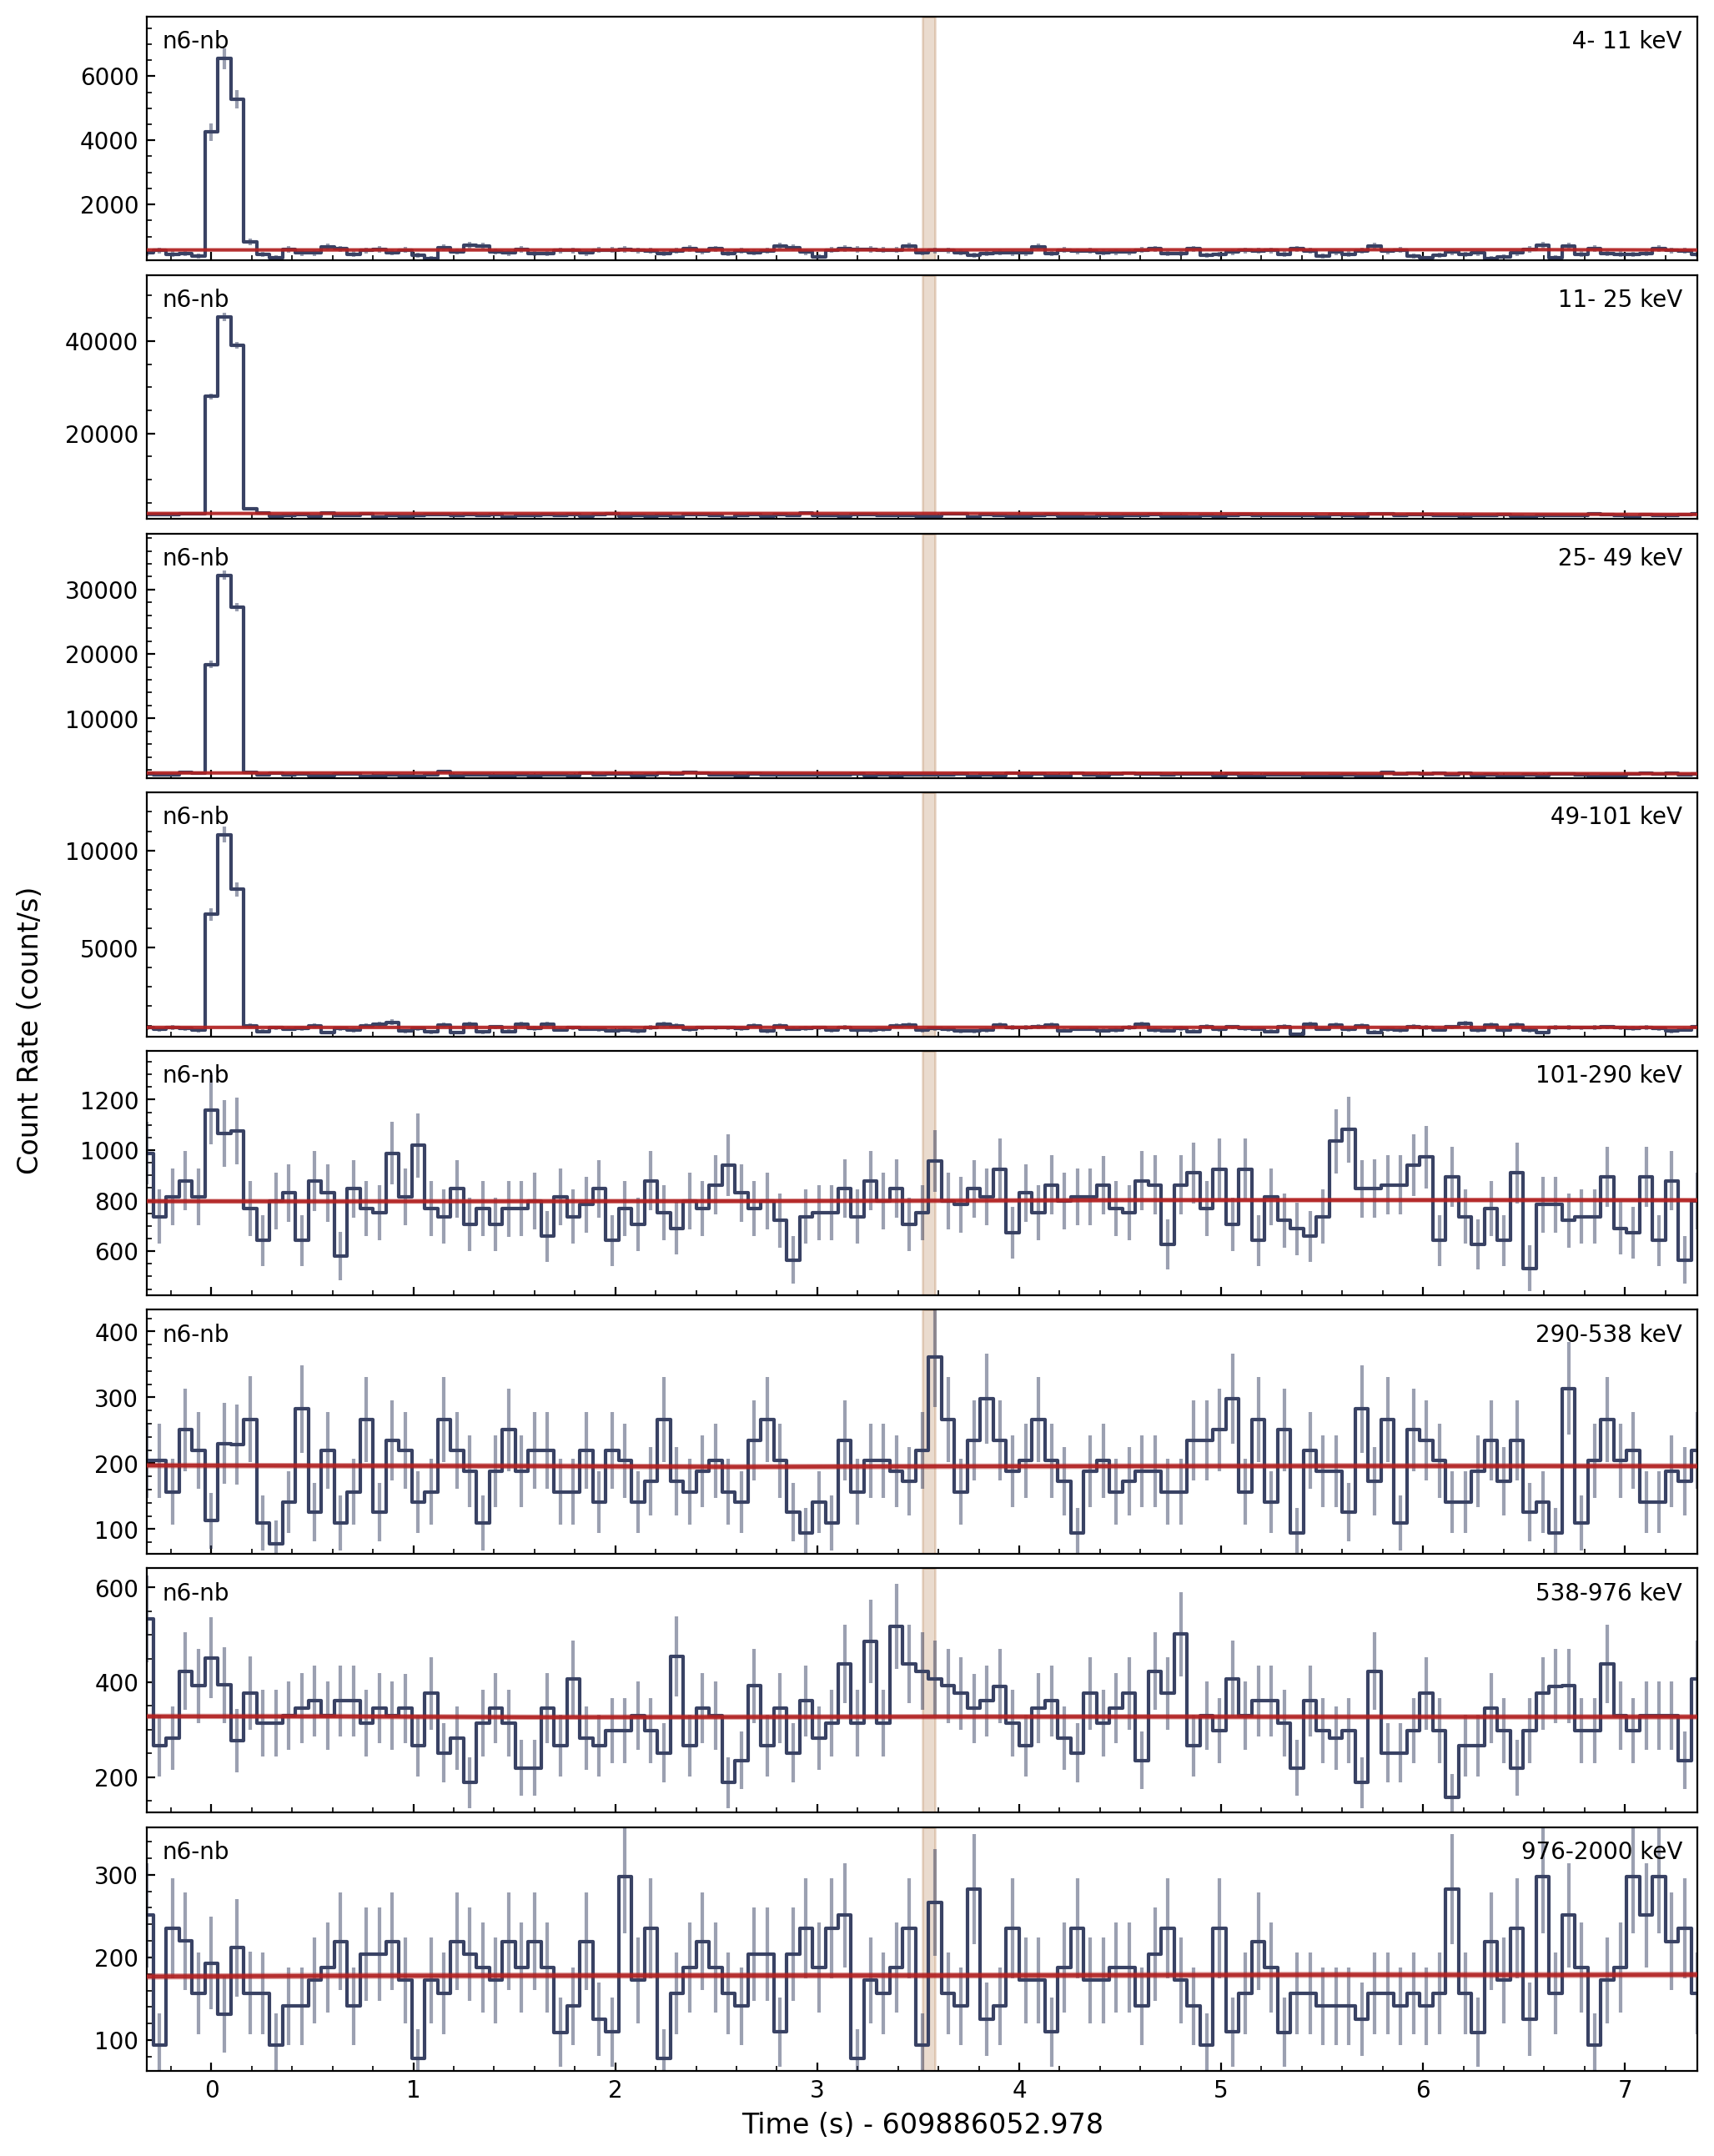 n6-nb 4- 11 keV
6000
4000
2000
n6-nb 11- 25 keV
40000
20000
n6-nb 25- 49 keV
30000
20000
10000
n6-nb 49-101 keV
10000
5000
Count Rate (count/s)
n6-nb 101-290 keV
1200
1000
800
600
n6-nb 290-538 keV
400
300
200
100
n6-nb 538-976 keV
600
400
200
n6-nb 976-2000 keV
300
200
100
0 1 2 3 4 5 6 7
Time (s) - 609886052.978